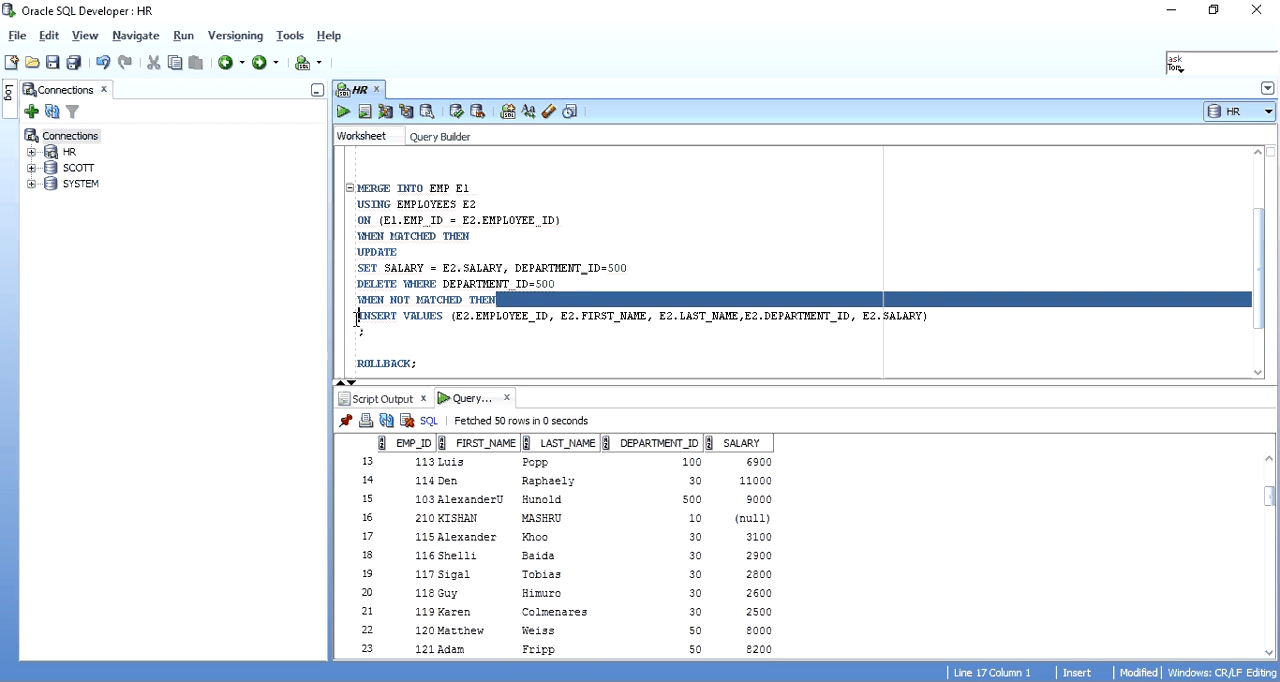 Oracle SQL Developer : HR
File Edit View Navigate Run Versioning Tools Help
ask
Tom
Log
Connections x
HR x
HR
Worksheet Query Builder
Connections
HR
SCOTT
SYSTEM
MERGE INTO EMP E1
USING EMPLOYEES E2
ON (E1.EMP_ID = E2.EMPLOYEE_ID)
WHEN MATCHED THEN
UPDATE
SET SALARY = E2.SALARY, DEPARTMENT_ID=500
DELETE WHERE DEPARTMENT_ID=500
WHEN NOT MATCHED THEN
INSERT VALUES (E2.EMPLOYEE_ID, E2.FIRST_NAME, E2.LAST_NAME,E2.DEPARTMENT_ID, E2.SALARY)
;
ROLLBACK;
Script Output x Query... x
SQL Fetched 50 rows in 0 seconds
EMP_ID FIRST_NAME LAST_NAME DEPARTMENT_ID SALARY
13 113 Luis Popp 100 6900
14 114 Den Raphaely 30 11000
15 103 AlexanderU Hunold 500 9000
16 210 KISHAN MASHRU 10 (null)
17 115 Alexander Khoo 30 3100
18 116 Shelli Baida 30 2900
19 117 Sigal Tobias 30 2800
20 118 Guy Himuro 30 2600
21 119 Karen Colmenares 30 2500
22 120 Matthew Weiss 50 8000
23 121 Adam Fripp 50 8200
Line 17 Column 1 Insert Modified Windows: CR/LF Editing